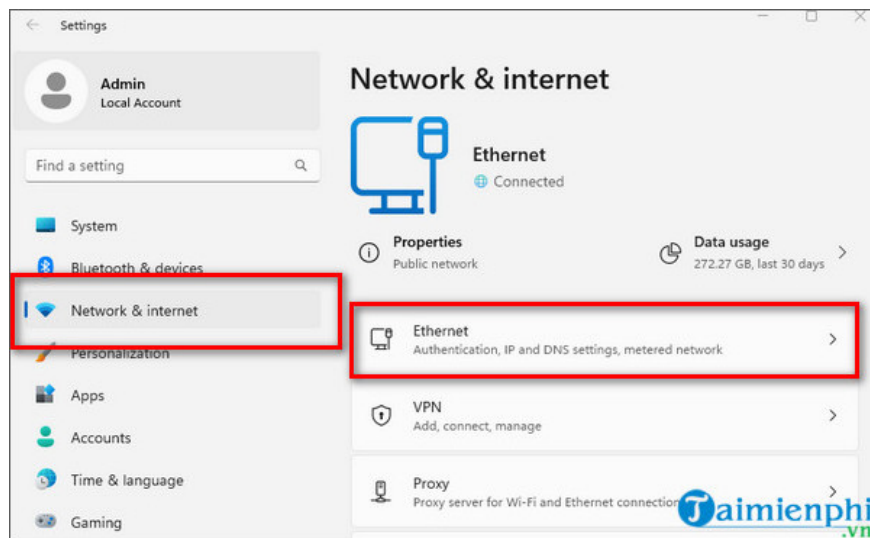 Settings
Admin
Local Account
Find a setting
System
Bluetooth & devices
Network & internet
Personalization
Apps
Accounts
Time & language
Gaming
Network & internet
Ethernet
Connected
Properties
Public network
Data usage
272.27 GB, last 30 days
Ethernet
Authentication, IP and DNS settings, metered network
VPN
Add, connect, manage
Proxy
Proxy server for Wi-Fi and Ethernet connection
Taimienphi
.vn